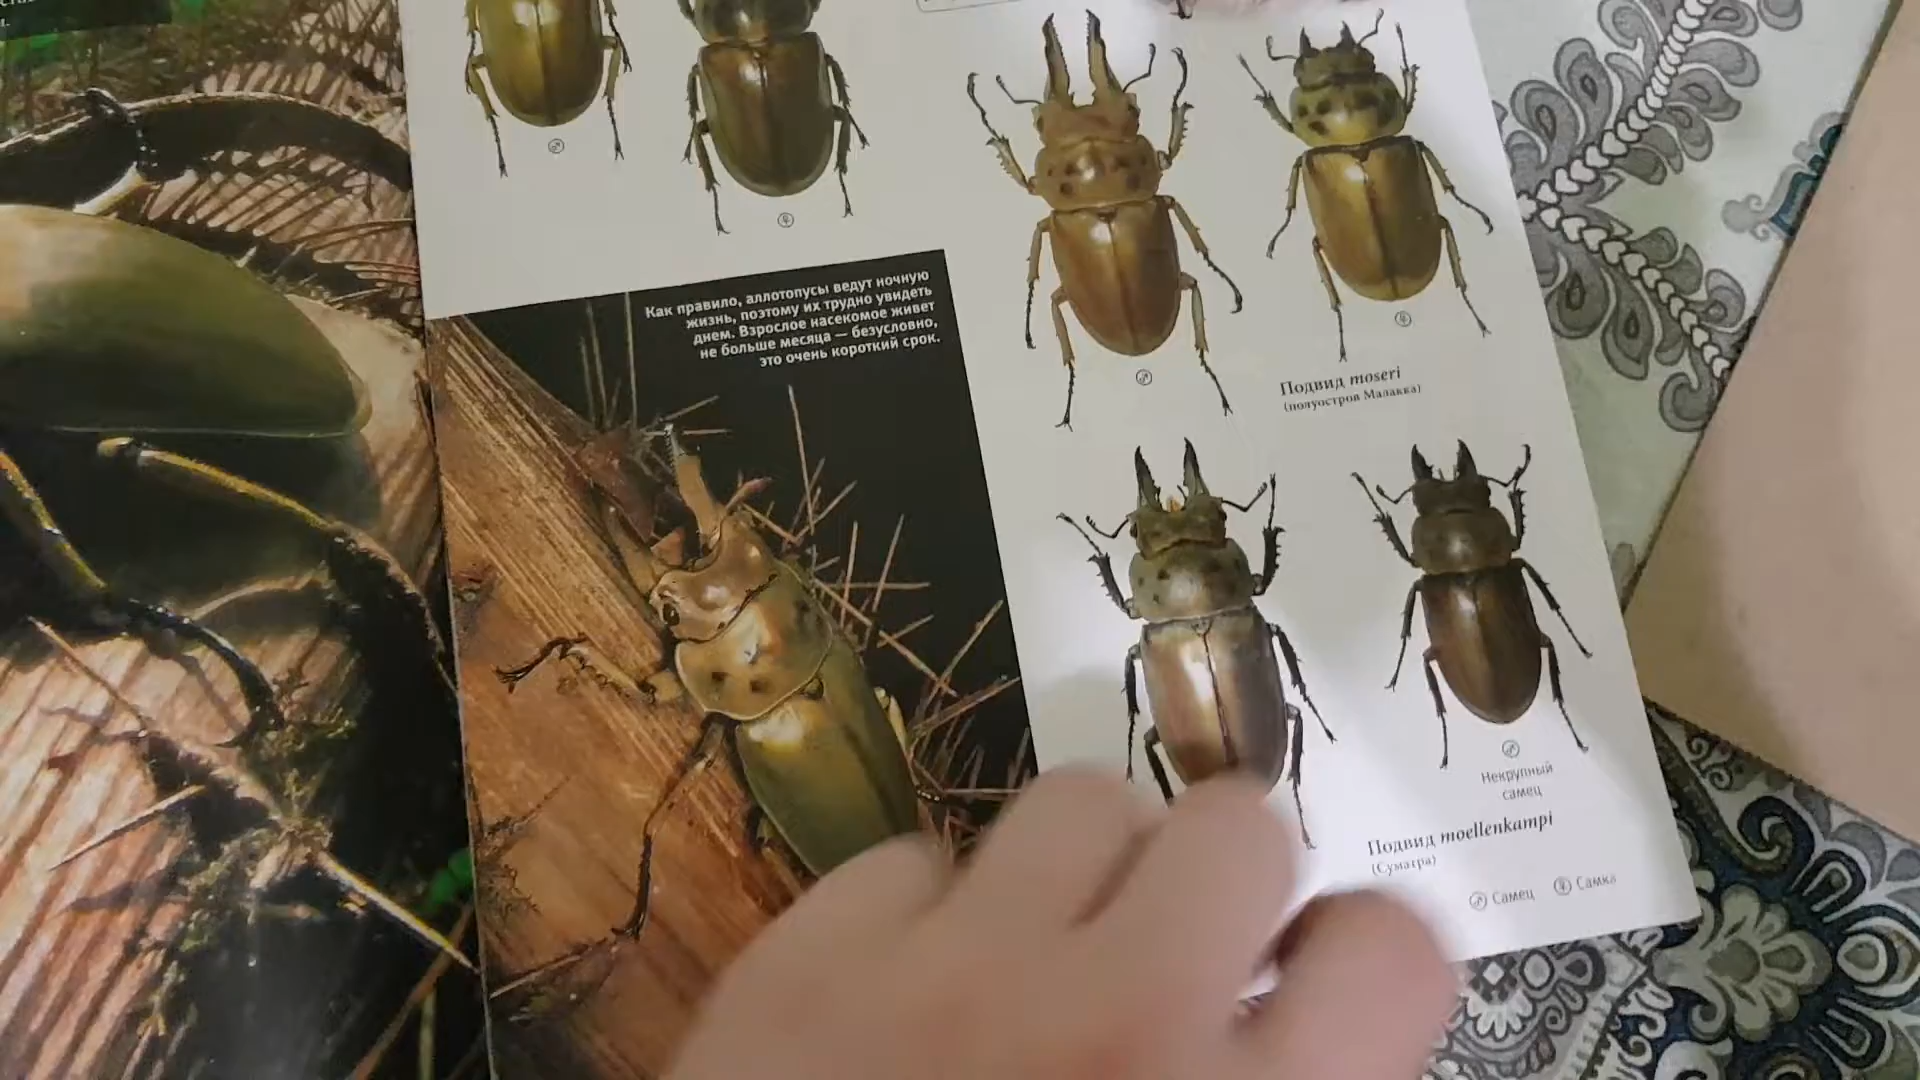 Как правило, аллотопусы ведут ночную
жизнь, поэтому их трудно увидеть
днем. Взрослое насекомое живет
не больше месяца — безусловно,
это очень короткий срок.
Подвид moseri
(полуостров Малакка)
Некрупный
самец
Подвид moellenkampi
(Суматра)
Самец Самка